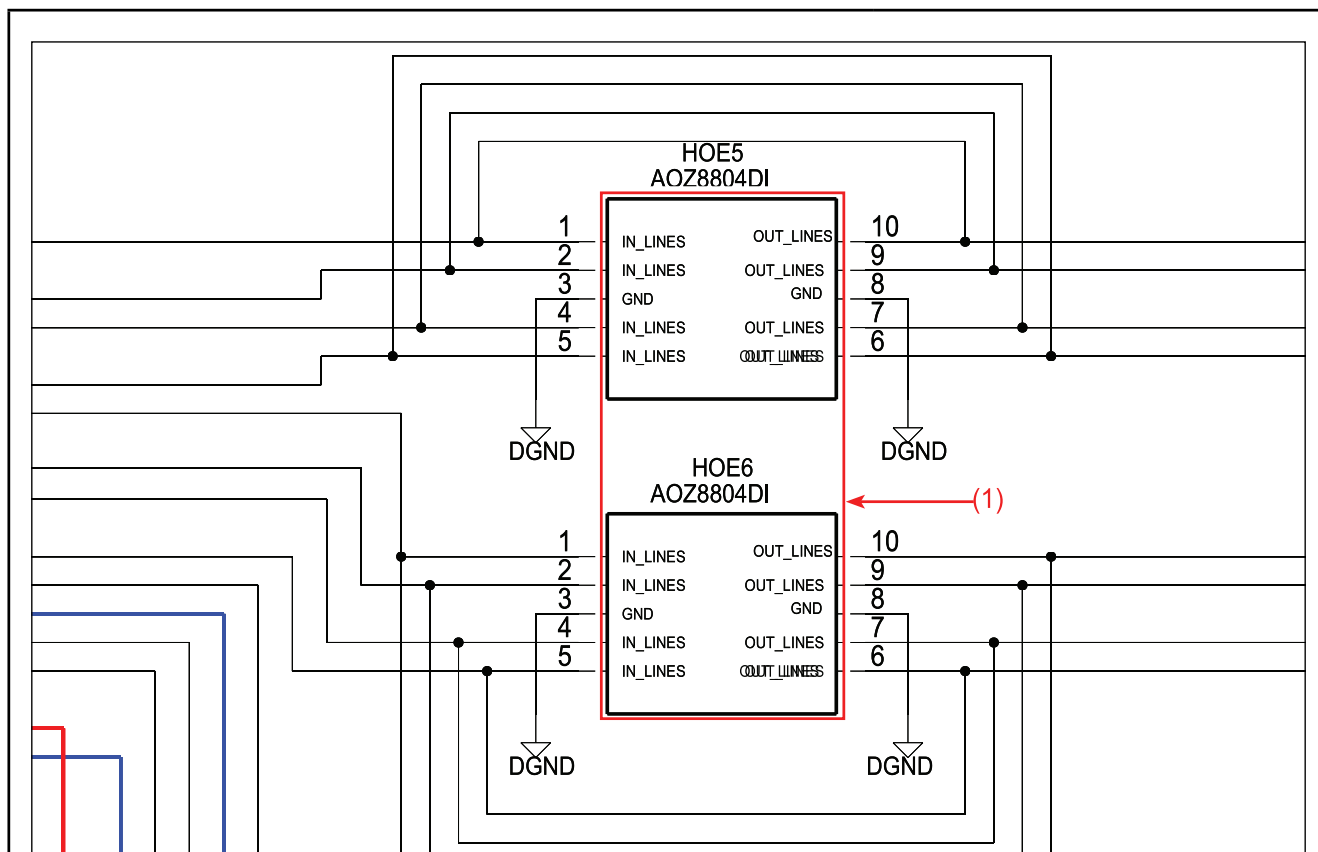 HOE5
AOZ8804DI
1 IN_LINES OUT_LINES 10
2 IN_LINES OUT_LINES 9
3 GND GND 8
4 IN_LINES OUT_LINES 7
5 IN_LINES OUT_LINES 6
DGND DGND
HOE6
AOZ8804DI
(1)
1 IN_LINES OUT_LINES 10
2 IN_LINES OUT_LINES 9
3 GND GND 8
4 IN_LINES OUT_LINES 7
5 IN_LINES OUT_LINES 6
DGND DGND